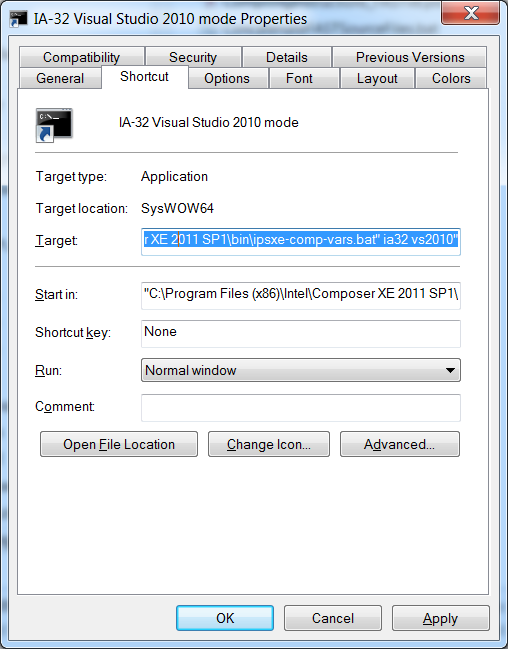 IA-32 Visual Studio 2010 mode Properties
Compatibility Security Details Previous Versions
General Shortcut Options Font Layout Colors
C:\_
IA-32 Visual Studio 2010 mode
Target type: Application
Target location: SysWOW64
Target: r XE 2011 SP1\bin\ipsxe-comp-vars.bat" ia32 vs2010"
Start in: "C:\Program Files (x86)\Intel\Composer XE 2011 SP1\
Shortcut key: None
Run: Normal window
Comment:
Open File Location Change Icon... Advanced...
OK Cancel Apply